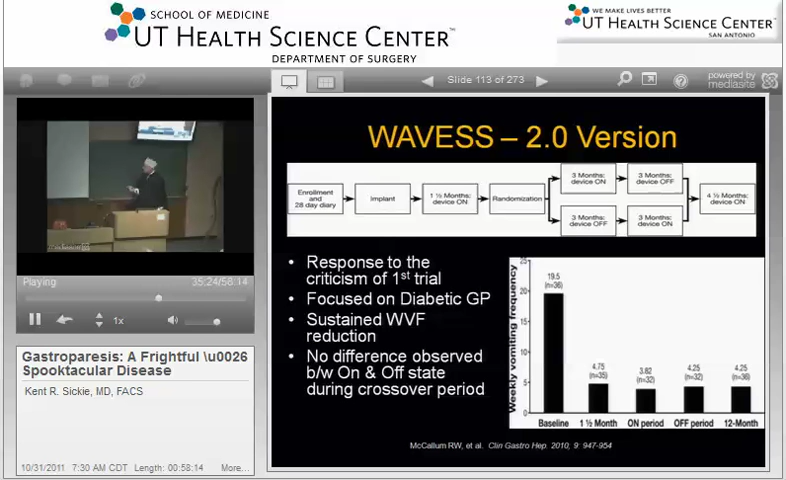 SCHOOL OF MEDICINE
UT HEALTH SCIENCE CENTER™
DEPARTMENT OF SURGERY
WE MAKE LIVES BETTER
UT HEALTH SCIENCE CENTER
SAN ANTONIO
Slide 113 of 273
powered by
mediasite
Playing
35:24/58:14
1x
Gastroparesis: A Frightful \u0026
Spooktacular Disease
Kent R. Sickie, MD, FACS
10/31/2011 7:30 AM CDT Length: 00:58:14 More...
WAVESS – 2.0 Version
Enrollment
and
28 day diary
Implant
1 ½ Months:
device ON
Randomization
3 Months:
device ON
3 Months:
device OFF
3 Months:
device OFF
3 Months:
device ON
4 ½ Months:
device ON
• Response to the
criticism of 1st trial
• Focused on Diabetic GP
• Sustained WVF
reduction
• No difference observed
b/w On & Off state
during crossover period
Weekly vomiting frequency
25
20
15
10
5
0
19.5
(n=36)
4.75
(n=35)
3.82
(n=32)
4.25
(n=32)
4.25
(n=36)
Baseline
1 ½ Month
ON period
OFF period
12-Month
McCallum RW, et al. Clin Gastro Hep. 2010; 9: 947-954